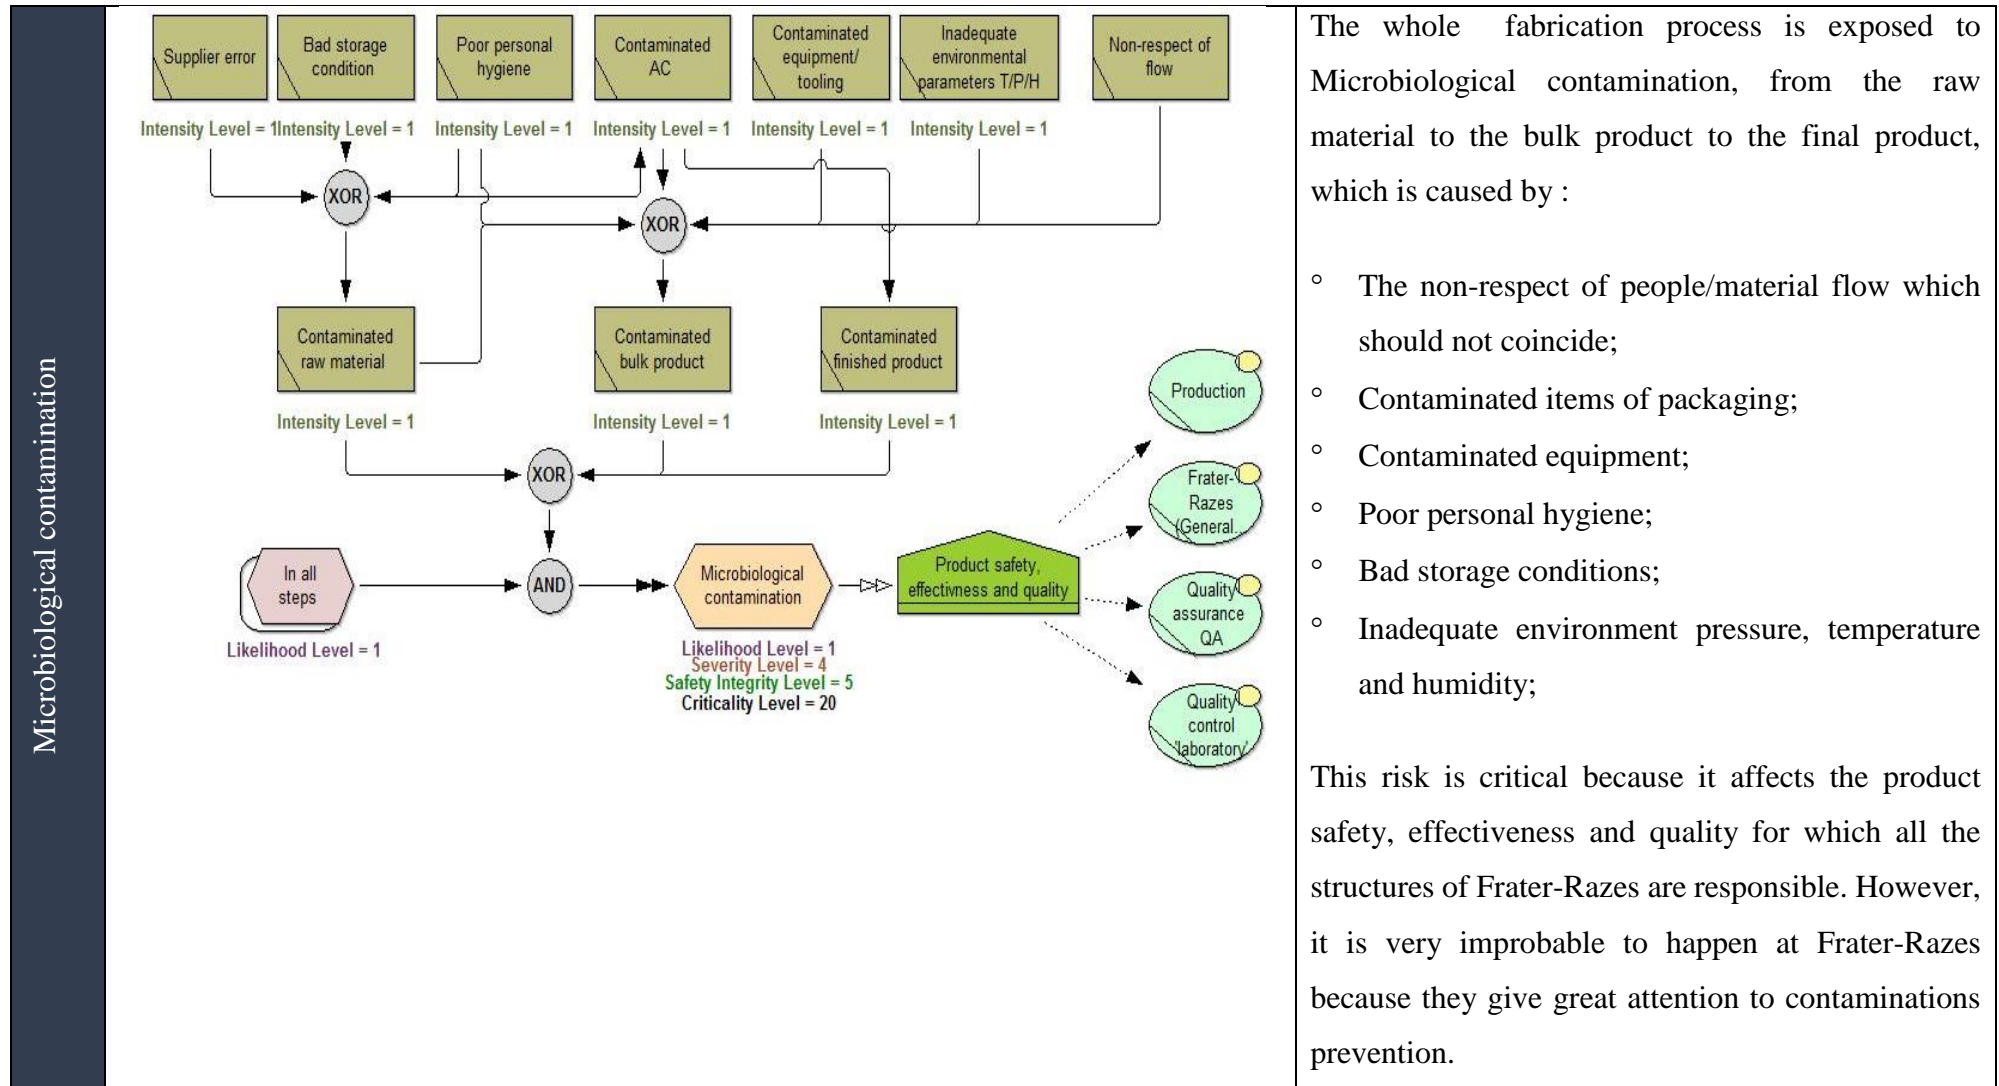 Microbiological contamination
Supplier error
Bad storage
condition
Poor personal
hygiene
Contaminated
AC
Contaminated
equipment/
tooling
Inadequate
environmental
parameters T/P/H
Non-respect of
flow
Intensity Level = 1
Intensity Level = 1
Intensity Level = 1
Intensity Level = 1
Intensity Level = 1
Intensity Level = 1
XOR
XOR
Contaminated
raw material
Contaminated
bulk product
Contaminated
finished product
Intensity Level = 1
Intensity Level = 1
Intensity Level = 1
XOR
In all
steps
Likelihood Level = 1
AND
Microbiological
contamination
Likelihood Level = 1
Severity Level = 4
Safety Integrity Level = 5
Criticality Level = 20
Product safety,
effectivness and quality
Production
Frater-
Razes
(General...
Quality
assurance
QA
Quality
control
'laboratory'
The whole fabrication process is exposed to
Microbiological contamination, from the raw
material to the bulk product to the final product,
which is caused by :
° The non-respect of people/material flow which
should not coincide;
° Contaminated items of packaging;
° Contaminated equipment;
° Poor personal hygiene;
° Bad storage conditions;
° Inadequate environment pressure, temperature
and humidity;
This risk is critical because it affects the product
safety, effectiveness and quality for which all the
structures of Frater-Razes are responsible. However,
it is very improbable to happen at Frater-Razes
because they give great attention to contaminations
prevention.